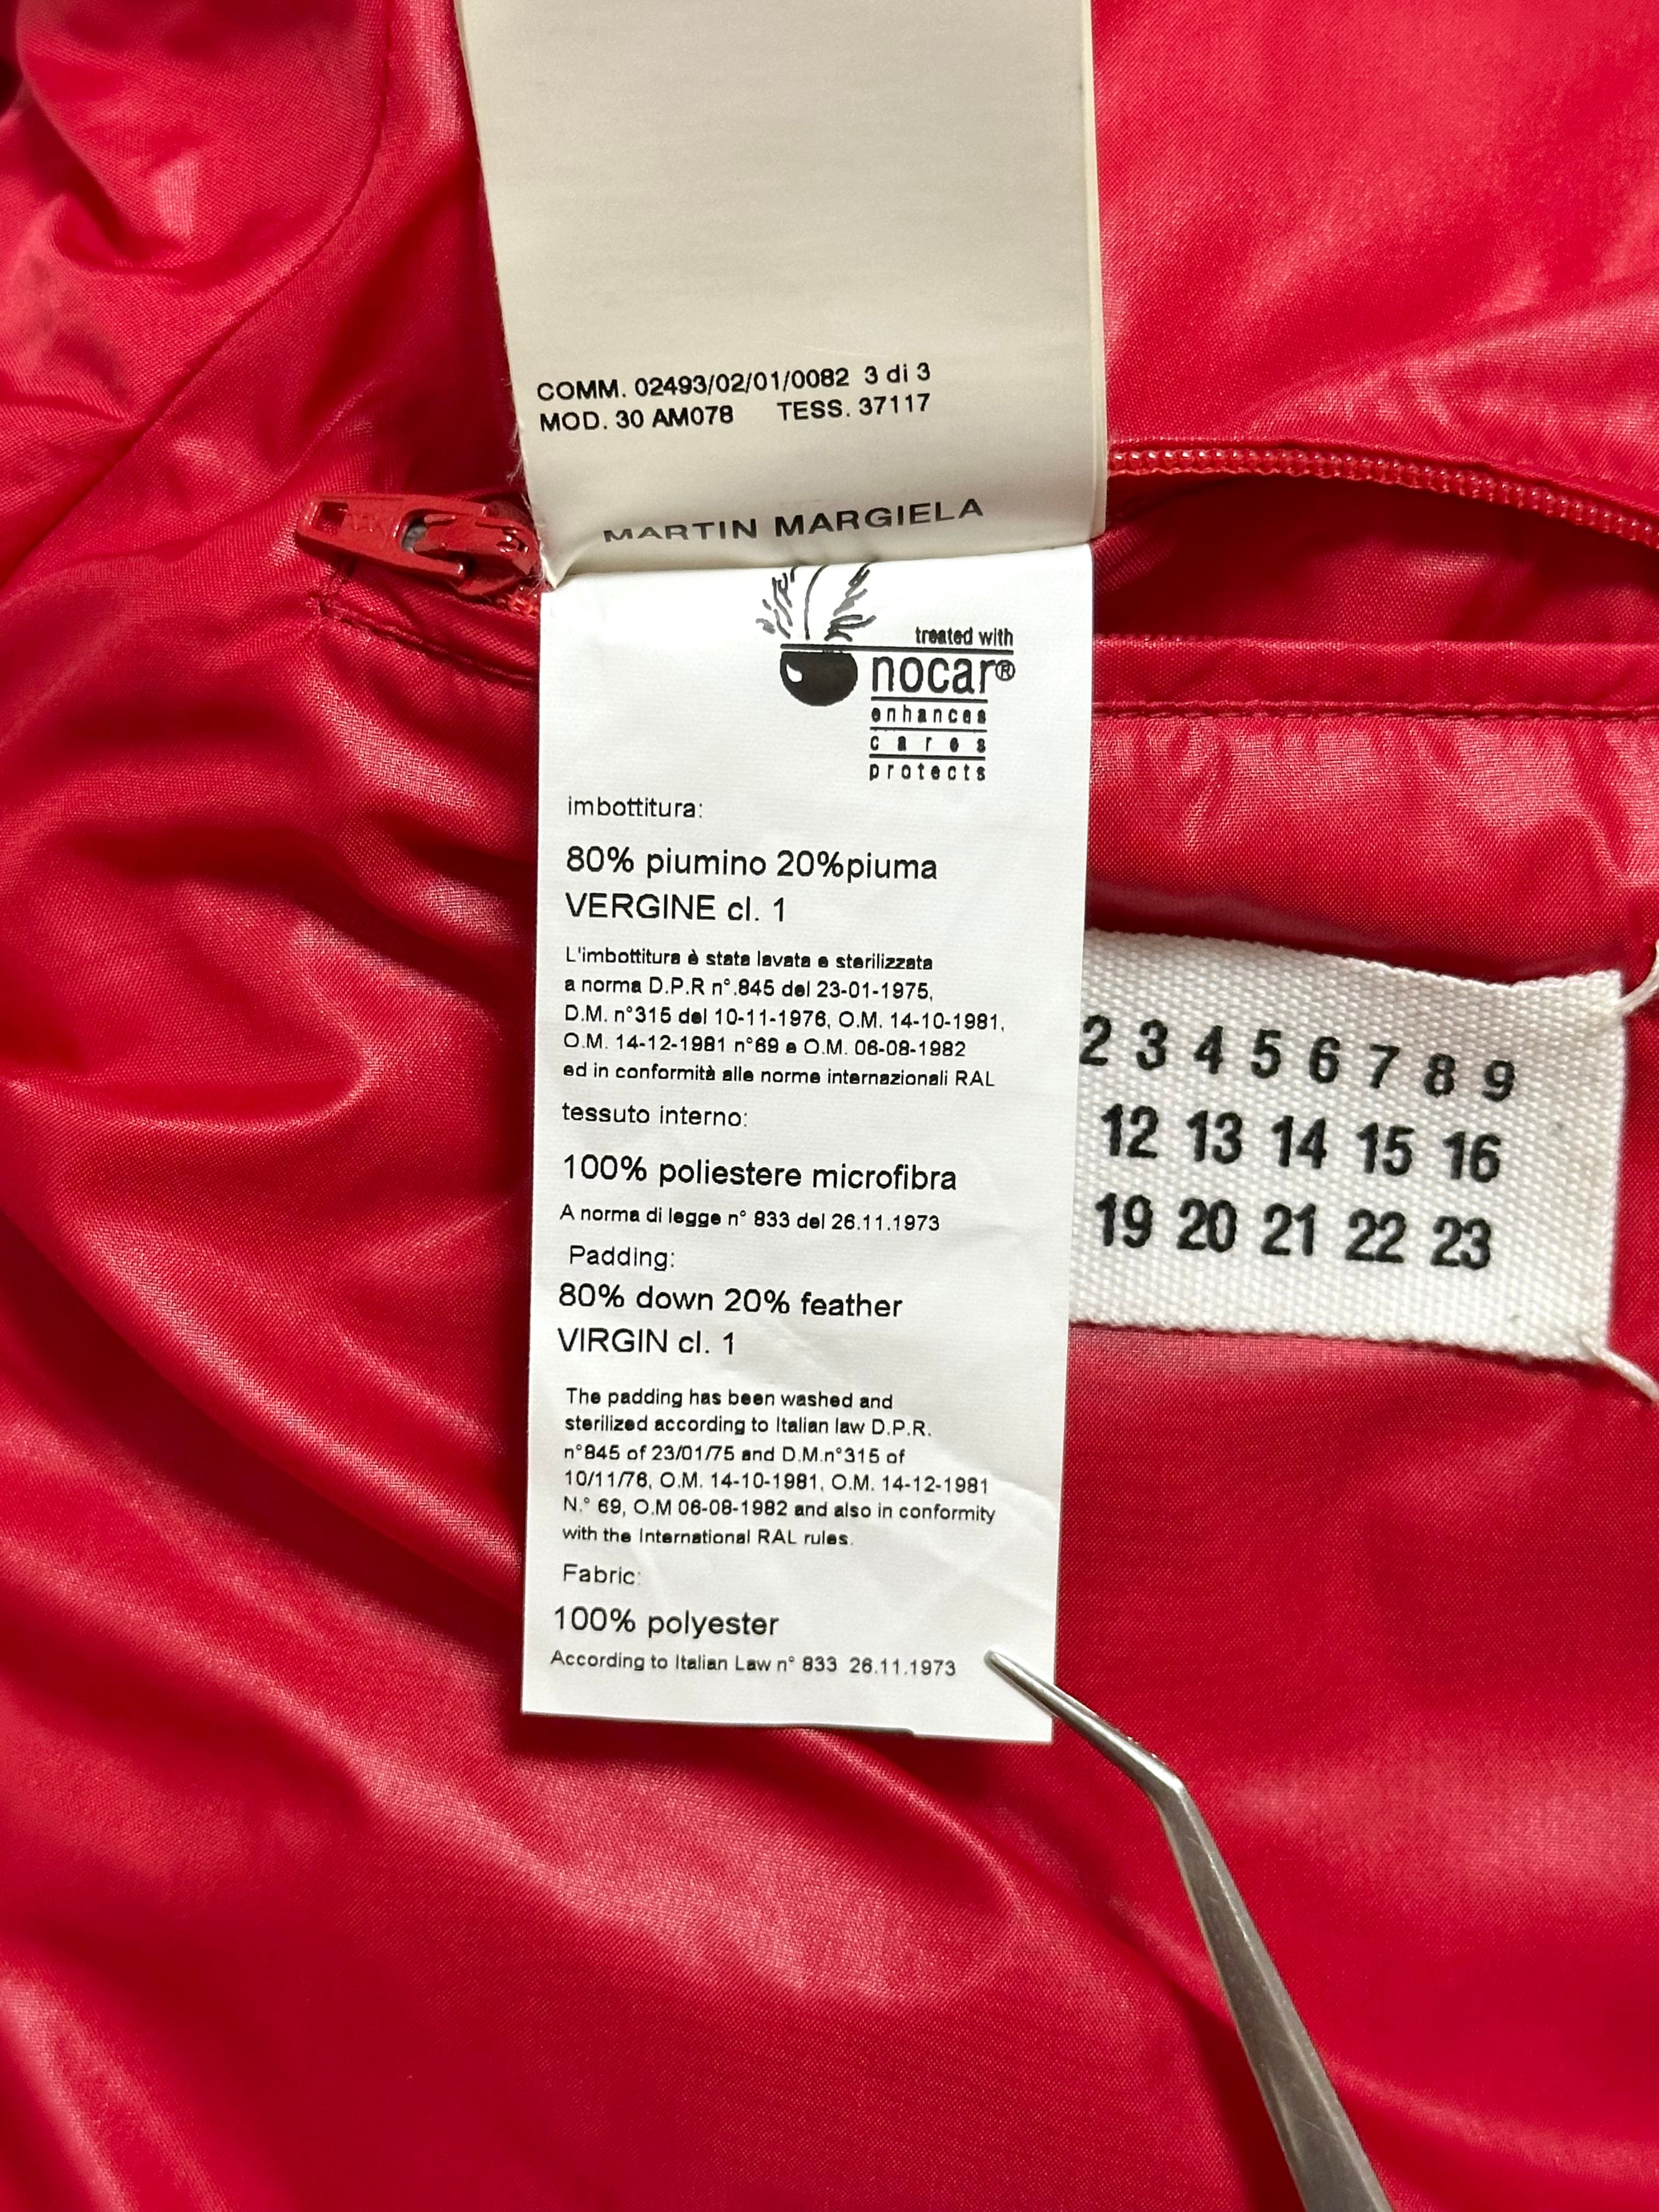 COMM. 02493/02/01/0082 3 di 3
MOD. 30 AM078 TESS. 37117
MARTIN MARGIELA
treated with
nocar®
enhances
cares
protects
imbottitura:
80% piumino 20%piuma
VERGINE cl. 1
L'imbottitura è stata lavata e sterilizzata
a norma D.P.R n°.845 del 23-01-1975,
D.M. n°315 del 10-11-1976, O.M. 14-10-1981,
O.M. 14-12-1981 n°69 e O.M. 06-08-1982
ed in conformità alle norme internazionali RAL
tessuto interno:
100% poliestere microfibra
A norma di legge n° 833 del 26.11.1973
Padding:
80% down 20% feather
VIRGIN cl. 1
The padding has been washed and
sterilized according to Italian law D.P.R.
n°845 of 23/01/75 and D.M.n°315 of
10/11/76, O.M. 14-10-1981, O.M. 14-12-1981
N.° 69, O.M 06-08-1982 and also in conformity
with the International RAL rules.
Fabric:
100% polyester
According to Italian Law n° 833 26.11.1973
2 3 4 5 6 7 8 9
12 13 14 15 16
19 20 21 22 23